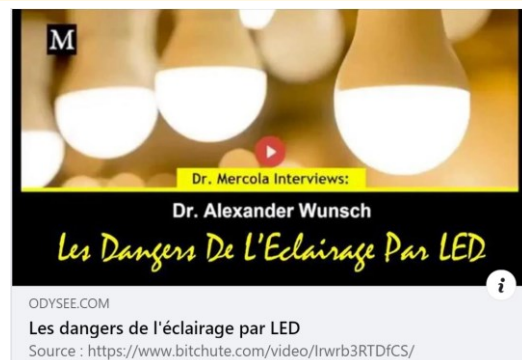 M
Dr. Mercola Interviews:
Dr. Alexander Wunsch
Les Dangers De L'Eclairage Par LED
i
ODYSEE.COM
Les dangers de l'éclairage par LED
Source : https://www.bitchute.com/video/Irwrb3RTDfCS/